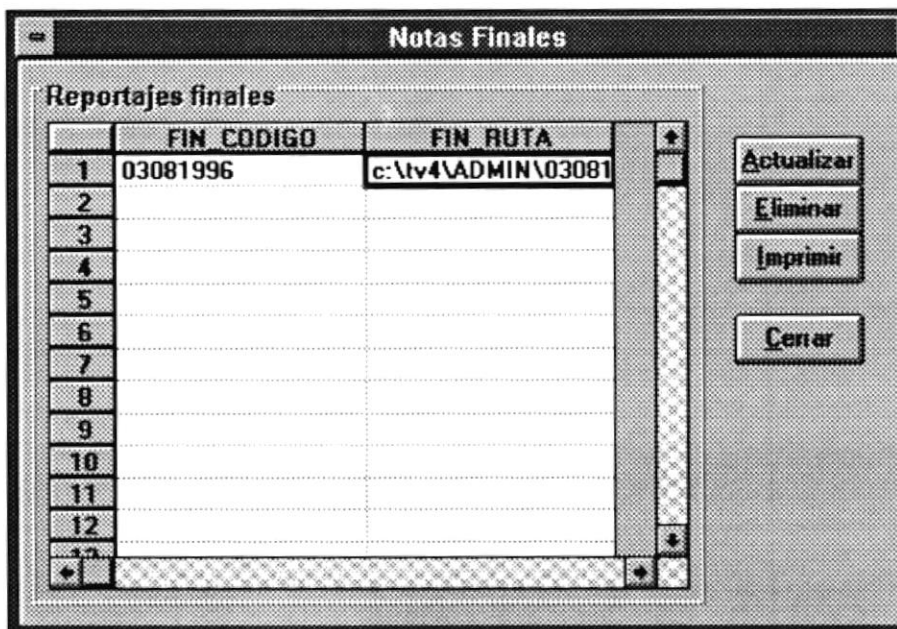 Notas Finales
Reportajes finales
FIN_CODIGO FIN_RUTA
1 03081996 c:\tv4\ADMIN\03081
2
3
4
5
6
7
8
9
10
11
12
Actualizar
Eliminar
Imprimir
Cerrar